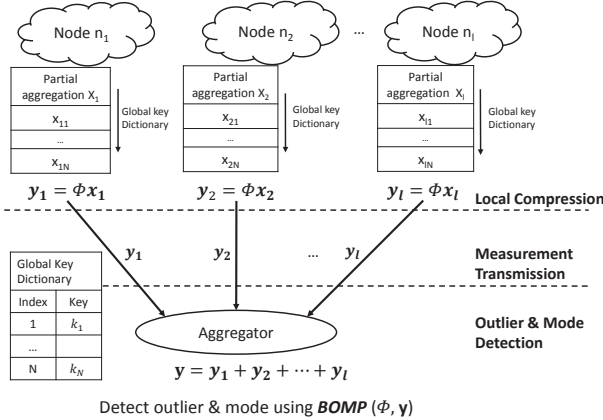 Node n1
Node n2
...
Node nl
Partial aggregation X1
x11
...
x1N
Global key Dictionary
Partial aggregation X2
x21
...
x2N
Global key Dictionary
Partial aggregation Xl
xl1
...
xlN
Global key Dictionary
y1 = Φx1
y2 = Φx2
yl = Φxl
Local Compression
y1
y2
...
yl
Measurement
Transmission
Global Key
Dictionary
Index Key
1 k1
...
N kN
Aggregator
Outlier & Mode
Detection
y = y1 + y2 + ⋯ + yl
Detect outlier & mode using BOMP (Φ, y)